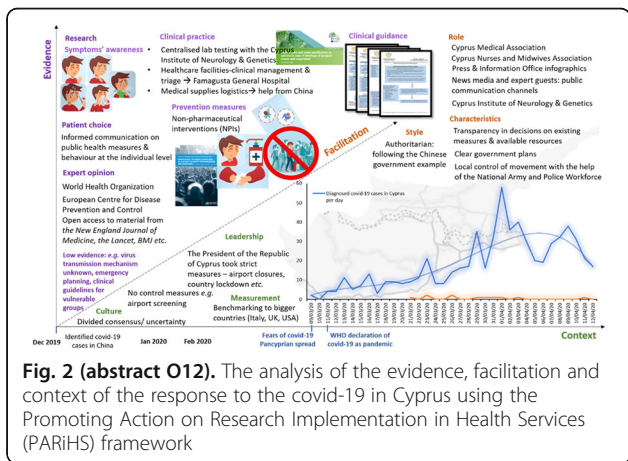 Evidence
Research
Symptoms' awareness
Patient choice
Informed communication on
public health measures &
behaviour at the individual level
Expert opinion
World Health Organization
European Centre for Disease
Prevention and Control
Open access to material from
the New England Journal of
Medicine, the Lancet, BMJ etc.
Low evidence: e.g. virus
transmission mechanism
unknown, emergency
planning, clinical
guidelines for
vulnerable
groups
Clinical practice
• Centralised lab testing with the Cyprus
Institute of Neurology & Genetics
• Healthcare facilities-clinical management &
triage → Famagusta General Hospital
• Medical supplies logistics→ help from China
Prevention measures
Non-pharmaceutical
interventions (NPIs)
Clinical guidance
Facilitation
Role
Cyprus Medical Association
Cyprus Nurses and Midwives Association
Press & Information Office infographics
News media and expert guests: public
communication channels
Cyprus Institute of Neurology & Genetics
Style
Authoritarian:
following the Chinese
government example
Characteristics
Transparency in decisions on existing
measures & available resources
Clear government plans
Local control of movement with the help
of the National Army and Police Workforce
Leadership
The President of the Republic
of Cyprus took strict
measures – airport closures,
country lockdown etc.
No control measures e.g.
airport screening
Culture
Divided consensus/ uncertainty
Measurement
Benchmarking to bigger
countries (Italy, UK, USA)
60
50
40
30
20
10
0
Diagnosed covid-19 cases in Cyprus
per day
Dec 2019
Identified covid-19
cases in China
Jan 2020
Feb 2020
Fears of covid-19
Pancyprian spread
WHO declaration of
covid-19 as pandemic
Context
Fig. 2 (abstract O12). The analysis of the evidence, facilitation and
context of the response to the covid-19 in Cyprus using the
Promoting Action on Research Implementation in Health Services
(PARiHS) framework